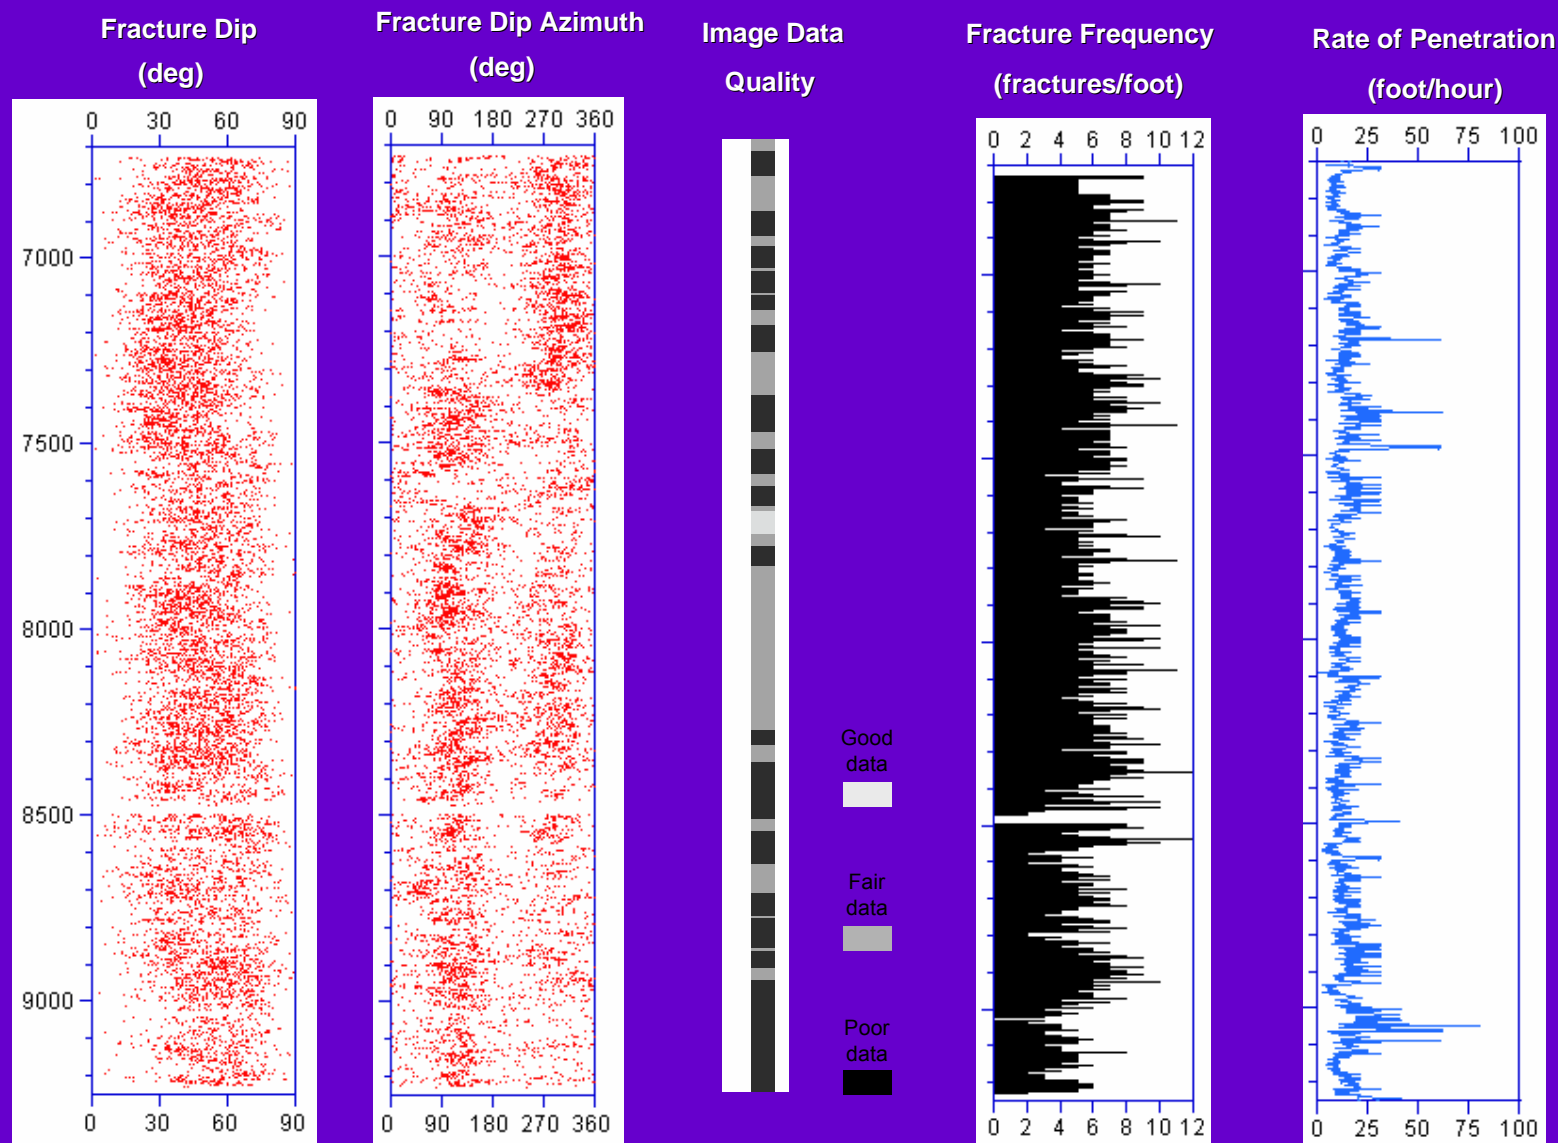 Fracture Dip
(deg)
Fracture Dip Azimuth
(deg)
Image Data
Quality
Fracture Frequency
(fractures/foot)
Rate of Penetration
(foot/hour)
0 30 60 90
0 90 180 270 360
0 2 4 6 8 10 12
0 25 50 75 100
7000
7500
8000
8500
9000
Good
data
Fair
data
Poor
data
0 30 60 90
0 90 180 270 360
0 2 4 6 8 10 12
0 25 50 75 100